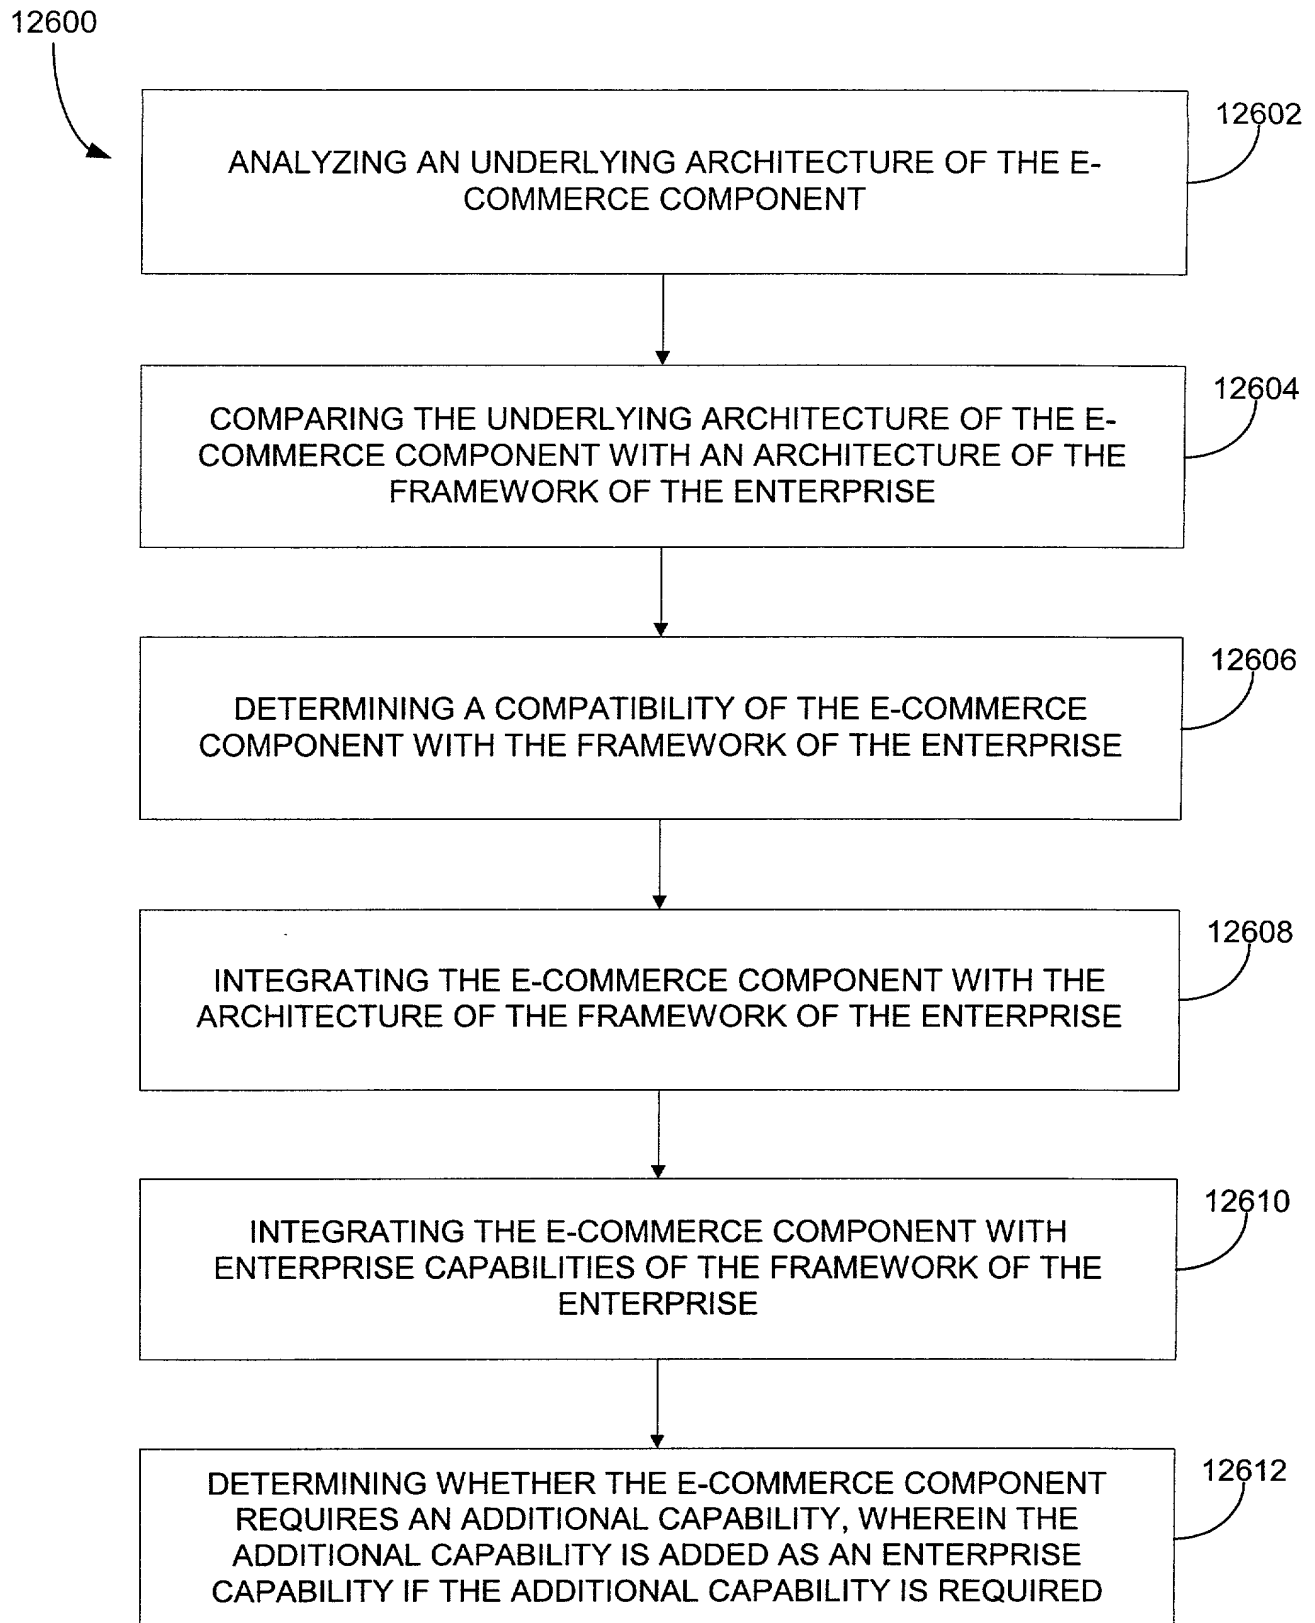 12600
12602
ANALYZING AN UNDERLYING ARCHITECTURE OF THE E-
COMMERCE COMPONENT
12604
COMPARING THE UNDERLYING ARCHITECTURE OF THE E-
COMMERCE COMPONENT WITH AN ARCHITECTURE OF THE
FRAMEWORK OF THE ENTERPRISE
12606
DETERMINING A COMPATIBILITY OF THE E-COMMERCE
COMPONENT WITH THE FRAMEWORK OF THE ENTERPRISE
12608
INTEGRATING THE E-COMMERCE COMPONENT WITH THE
ARCHITECTURE OF THE FRAMEWORK OF THE ENTERPRISE
12610
INTEGRATING THE E-COMMERCE COMPONENT WITH
ENTERPRISE CAPABILITIES OF THE FRAMEWORK OF THE
ENTERPRISE
12612
DETERMINING WHETHER THE E-COMMERCE COMPONENT
REQUIRES AN ADDITIONAL CAPABILITY, WHEREIN THE
ADDITIONAL CAPABILITY IS ADDED AS AN ENTERPRISE
CAPABILITY IF THE ADDITIONAL CAPABILITY IS REQUIRED